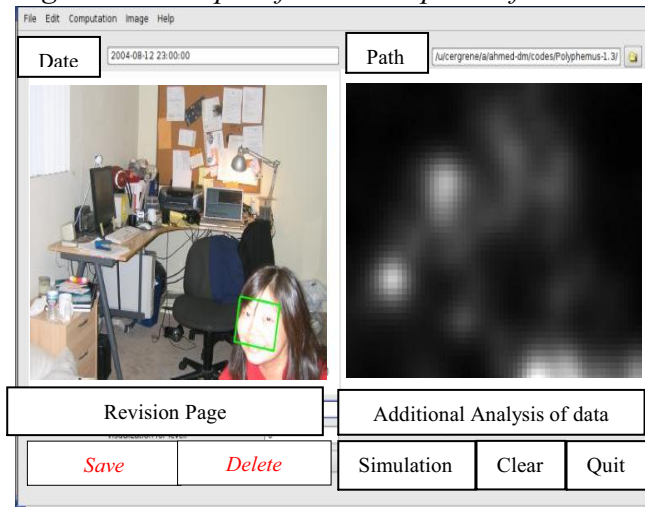 File Edit Computation Image Help
Date 2004-08-12 23:00:00 Path /u/cergrene/a/ahmed-dm/codes/Polyphemus-1.3/
Revision Page Additional Analysis of data
Save Delete Simulation Clear Quit